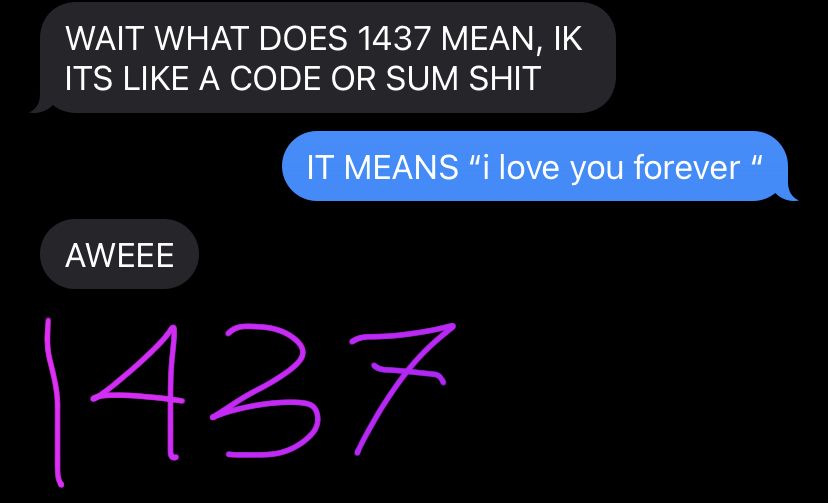 WAIT WHAT DOES 1437 MEAN, IK
ITS LIKE A CODE OR SUM SHIT
IT MEANS “i love you forever “
AWEEE
1437